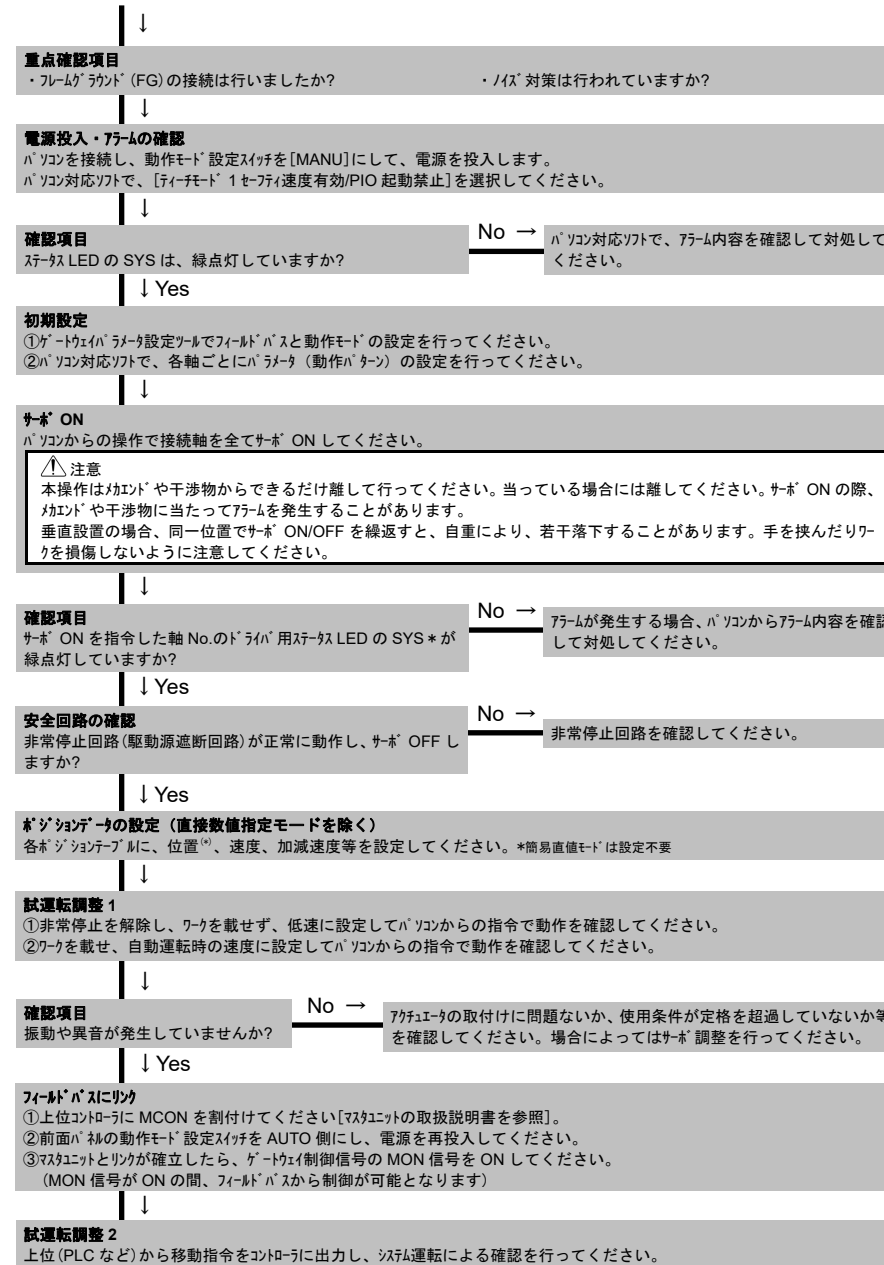 ↓
重点確認項目
・ﾌﾚｰﾑｸﾞﾗｳﾝﾄﾞ(FG)の接続は行いましたか? ・ﾉｲｽﾞ対策は行われていますか?
↓
電源投入・ｱﾗｰﾑの確認
ﾊﾟｿｺﾝを接続し、動作ﾓｰﾄﾞ設定ｽｲｯﾁを[MANU]にして、電源を投入します。
ﾊﾟｿｺﾝ対応ｿﾌﾄで、[ﾃｨｰﾁﾓｰﾄﾞ 1 ｾｰﾌﾃｨ速度有効/PIO 起動禁止]を選択してください。
↓
確認項目
ｽﾃｰﾀｽ LED の SYS は、緑点灯していますか?
No →
ﾊﾟｿｺﾝ対応ｿﾌﾄで、ｱﾗｰﾑ内容を確認して対処して
ください。
↓Yes
初期設定
①ｹﾞｰﾄｳｪｲﾊﾟﾗﾒｰﾀ設定ﾂｰﾙでﾌｨｰﾙﾄﾞﾊﾞｽと動作ﾓｰﾄﾞの設定を行ってください。
②ﾊﾟｿｺﾝ対応ｿﾌﾄで、各軸ごとにﾊﾟﾗﾒｰﾀ（動作ﾊﾟﾀｰﾝ）の設定を行ってください。
↓
ｻｰﾎﾞ ON
ﾊﾟｿｺﾝからの操作で接続軸を全てｻｰﾎﾞ ON してください。
注意
本操作はﾒｶｴﾝﾄﾞや干渉物からできるだけ離して行ってください。当っている場合には離してください。ｻｰﾎﾞ ON の際、
ﾒｶｴﾝﾄﾞや干渉物に当たってｱﾗｰﾑを発生することがあります。
垂直設置の場合、同一位置でｻｰﾎﾞ ON/OFF を繰返すと、自重により、若干落下することがあります。手を挟んだりﾜｰ
ｸを損傷しないように注意してください。
↓
確認項目
ｻｰﾎﾞ ON を指令した軸 No.のﾄﾞﾗｲﾊﾞ用ｽﾃｰﾀｽ LED の SYS＊が
緑点灯していますか?
No →
ｱﾗｰﾑが発生する場合、ﾊﾟｿｺﾝからｱﾗｰﾑ内容を確認
して対処してください。
↓Yes
安全回路の確認
非常停止回路(駆動源遮断回路)が正常に動作し、ｻｰﾎﾞ OFF し
ますか?
No →
非常停止回路を確認してください。
↓Yes
ﾎﾟｼﾞｼｮﾝﾃﾞｰﾀの設定（直接数値指定モードを除く）
各ﾎﾟｼﾞｼｮﾝﾃｰﾌﾞﾙに、位置(*)、速度、加減速度等を設定してください。*簡易直値ﾓｰﾄﾞは設定不要
↓
試運転調整 1
①非常停止を解除し、ﾜｰｸを載せず、低速に設定してﾊﾟｿｺﾝからの指令で動作を確認してください。
②ﾜｰｸを載せ、自動運転時の速度に設定してﾊﾟｿｺﾝからの指令で動作を確認してください。
↓
確認項目
振動や異音が発生していませんか?
No →
ｱｸﾁｭｴｰﾀの取付けに問題ないか、使用条件が定格を超過していないか等
を確認してください。場合によってはｻｰﾎﾞ調整を行ってください。
↓Yes
ﾌｨｰﾙﾄﾞﾊﾞｽにﾘﾝｸ
①上位ｺﾝﾄﾛｰﾗに MCON を割付けてください[ﾏｽﾀﾕﾆｯﾄの取扱説明書を参照]。
②前面ﾊﾟﾈﾙの動作ﾓｰﾄﾞ設定ｽｲｯﾁを AUTO 側にし、電源を再投入してください。
③ﾏｽﾀﾕﾆｯﾄとﾘﾝｸが確立したら、ｹﾞｰﾄｳｪｲ制御信号の MON 信号を ON してください。
(MON 信号が ON の間、ﾌｨｰﾙﾄﾞﾊﾞｽから制御が可能となります)
↓
試運転調整 2
上位(PLC など)から移動指令をｺﾝﾄﾛｰﾗに出力し、ｼｽﾃﾑ運転による確認を行ってください。